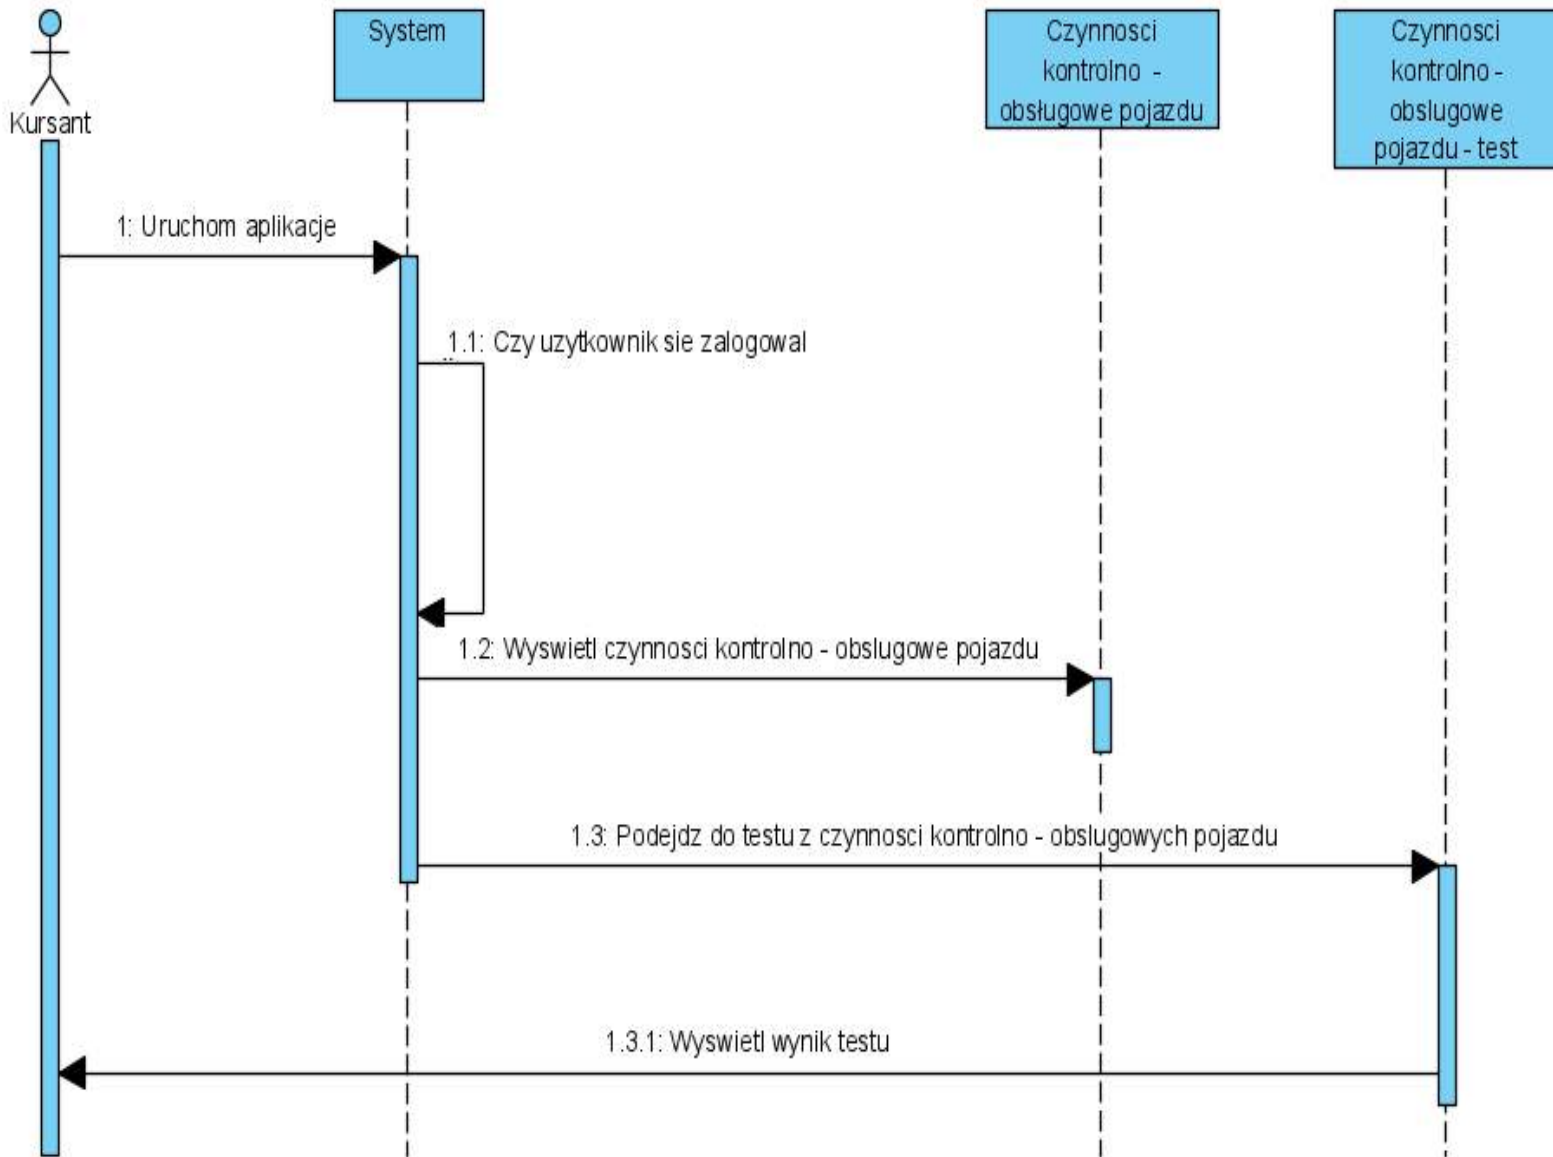 Kursant
System
Czynnosci
kontrolno -
obsługowe pojazdu
Czynnosci
kontrolno -
obslugowe
pojazdu - test
1: Uruchom aplikacje
1.1: Czy uzytkownik sie zalogowal
1.2: Wyswietl czynnosci kontrolno - obslugowe pojazdu
1.3: Podejdz do testu z czynnosci kontrolno - obslugowych pojazdu
1.3.1: Wyswietl wynik testu